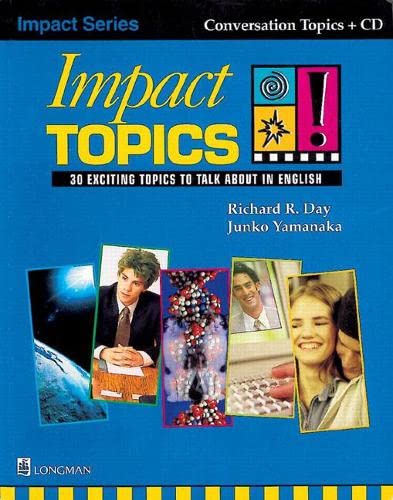 Impact Series
Conversation Topics + CD
Impact
TOPICS
!
30 EXCITING TOPICS TO TALK ABOUT IN ENGLISH
Richard R. Day
Junko Yamanaka
LONGMAN